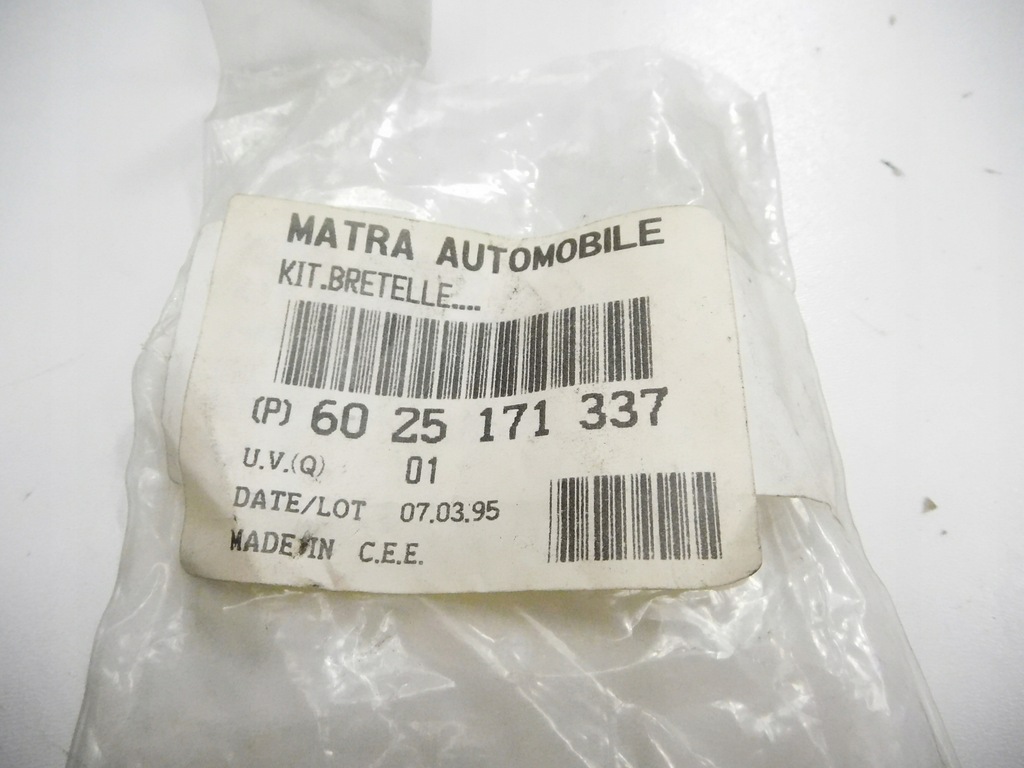 MATRA AUTOMOBILE
KIT.BRETELLE....
(P) 60 25 171 337
U.V.(Q) 01
DATE/LOT 07.03.95
MADE IN C.E.E.